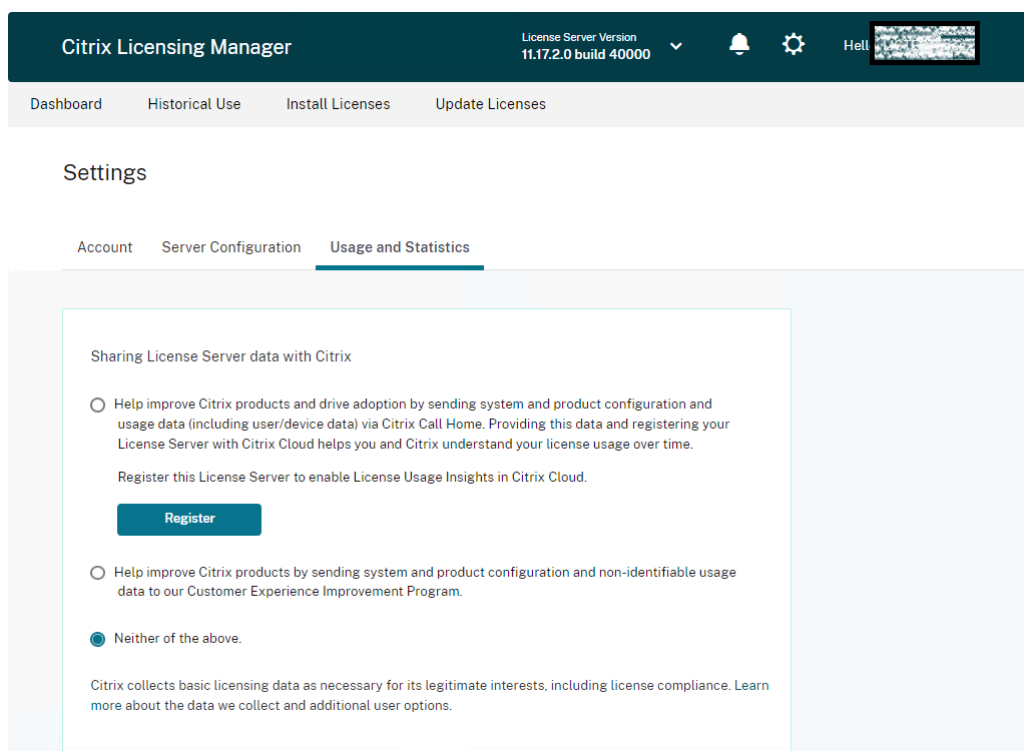 Citrix Licensing Manager
License Server Version
11.17.2.0 build 40000
Hell
Dashboard Historical Use Install Licenses Update Licenses
Settings
Account Server Configuration Usage and Statistics
Sharing License Server data with Citrix
Help improve Citrix products and drive adoption by sending system and product configuration and
usage data (including user/device data) via Citrix Call Home. Providing this data and registering your
License Server with Citrix Cloud helps you and Citrix understand your license usage over time.
Register this License Server to enable License Usage Insights in Citrix Cloud.
Register
Help improve Citrix products by sending system and product configuration and non-identifiable usage
data to our Customer Experience Improvement Program.
Neither of the above.
Citrix collects basic licensing data as necessary for its legitimate interests, including license compliance. Learn
more about the data we collect and additional user options.